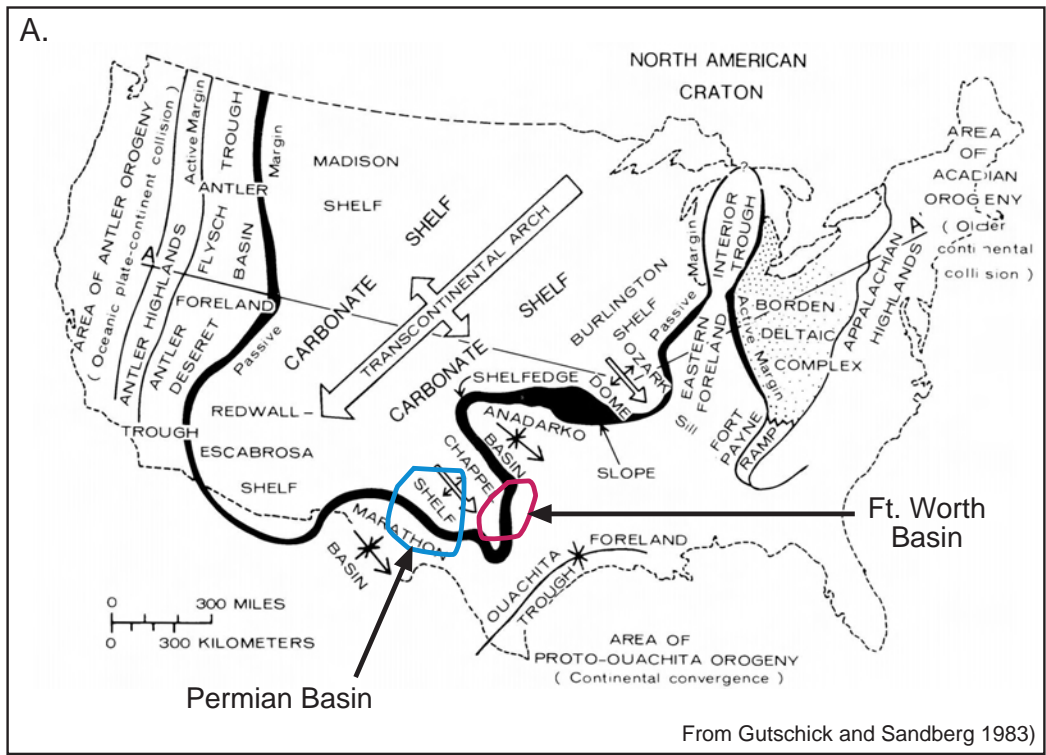 A.
NORTH AMERICAN
CRATON
AREA OF ANTLER OROGENY
( Oceanic plate-continent collision )
ANTLER HIGHLANDS
Active Margin
FLYSCH
TROUGH
ANTLER
BASIN
Margin
A'
FORELAND
ANTLER
DESERET
Passive
TROUGH
MADISON
SHELF
SHELF
CARBONATE
TRANSCONTINENTAL ARCH
SHELF
CARBONATE
REDWALL-
ESCABROSA
SHELF
BURLINGTON
SHELF
OZARK
DOME
Passive Margin
SHELFEDGE
ANADARKO
BASIN
SLOPE
CHAPPEL
SHELF
MARATHON
BASIN
?
INTERIOR
TROUGH
EASTERN
FORELAND
Active Margin
Sill
FORT
PAYNE
RAMP
BORDEN
DELTAIC
COMPLEX
APPALACHIAN
HIGHLANDS
A'
AREA
OF
ACADIAN
OROGENY
( Older
continental
collision )
Ft. Worth
Basin
OUACHITA
TROUGH
FORELAND
AREA OF
PROTO-OUACHITA OROGENY
( Continental convergence )
0 300 MILES
0 300 KILOMETERS
Permian Basin
From Gutschick and Sandberg 1983)